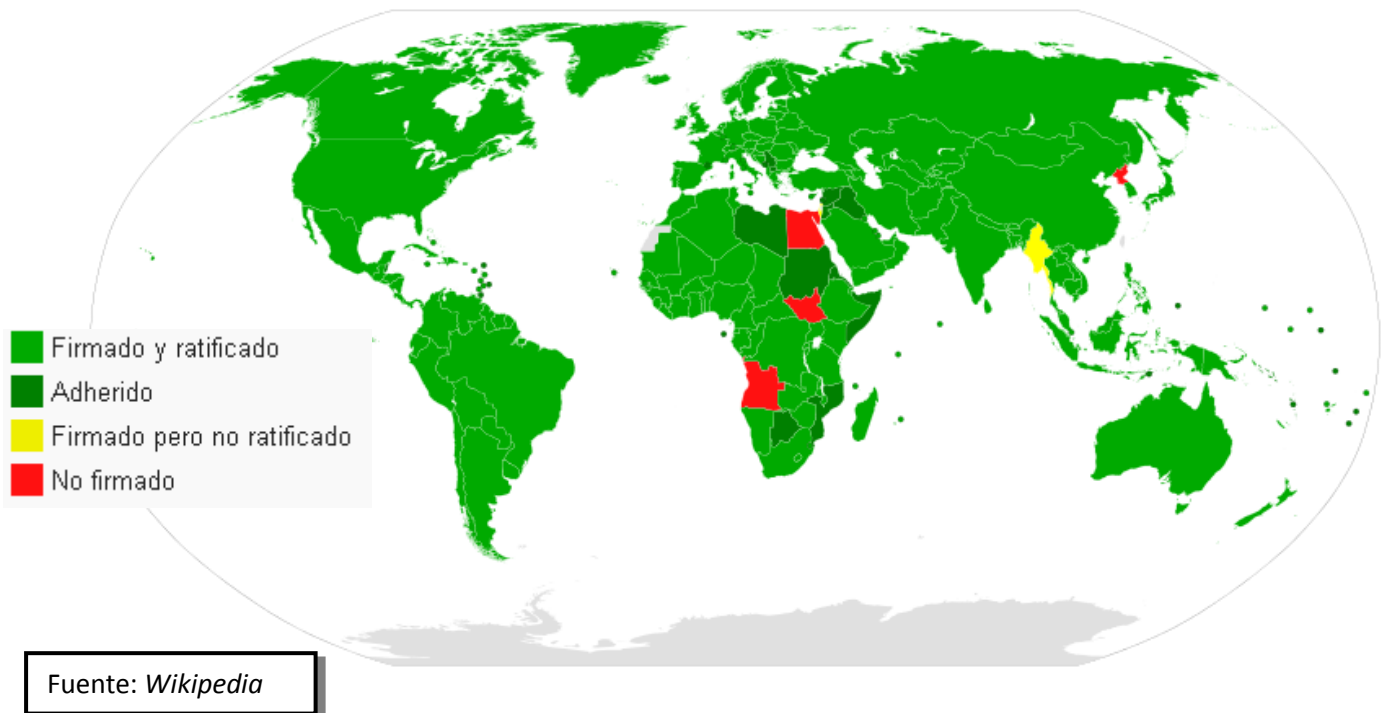 Firmado y ratificado
Adherido
Firmado pero no ratificado
No firmado
Fuente: Wikipedia